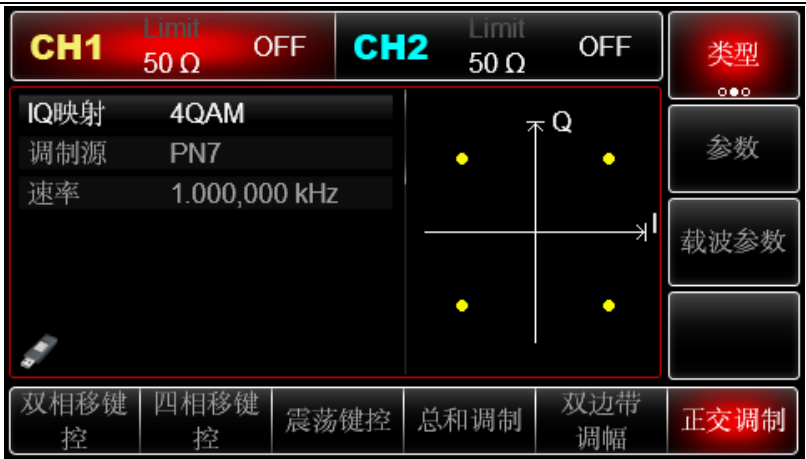 CH1 Limit 50 Ω OFF
CH2 Limit 50 Ω OFF
类型
IQ映射 4QAM
调制源 PN7
速率 1.000,000 kHz
Q
I
参数
载波参数
双相移键
控
四相移键
控
震荡键控
总和调制
双边带
调幅
正交调制